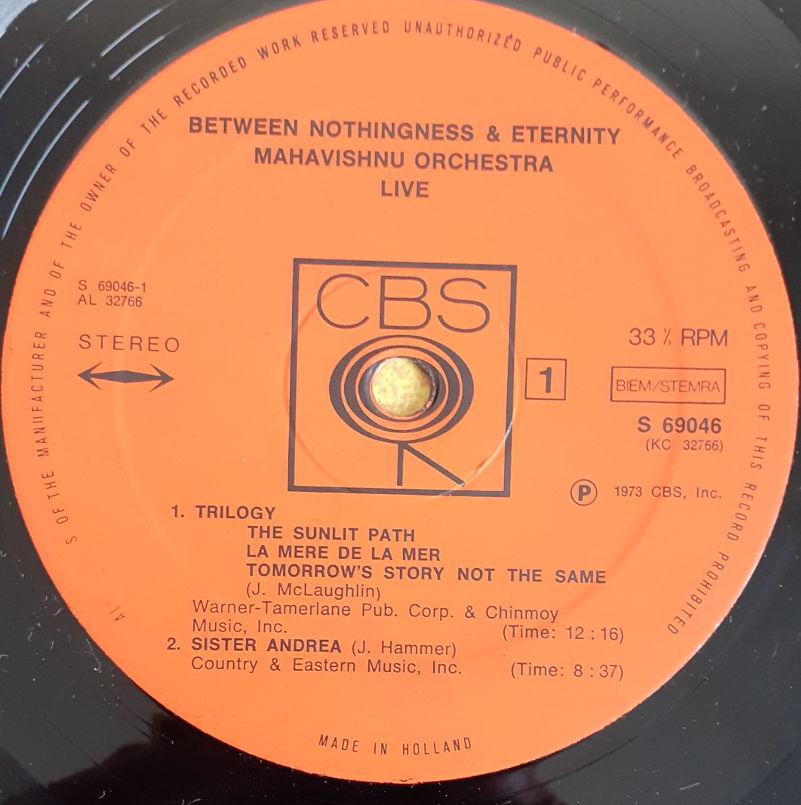 ALL S OF THE MANUFACTURER AND OF THE OWNER OF THE RECORDED WORK RESERVED UNAUTHORIZED PUBLIC PERFORMANCE BROADCASTING AND COPYING OF THIS RECORD PROHIBITED
BETWEEN NOTHINGNESS & ETERNITY
MAHAVISHNU ORCHESTRA
LIVE
S 69046-1
AL 32766
STEREO
CBS
1
33⅓ RPM
BIEM/STEMRA
S 69046
(KC 32766)
Ⓟ 1973 CBS, Inc.
1. TRILOGY
THE SUNLIT PATH
LA MERE DE LA MER
TOMORROW'S STORY NOT THE SAME
(J. McLaughlin)
Warner-Tamerlane Pub. Corp. & Chinmoy
Music, Inc. (Time: 12 : 16)
2. SISTER ANDREA (J. Hammer)
Country & Eastern Music, Inc. (Time: 8 : 37)
MADE IN HOLLAND